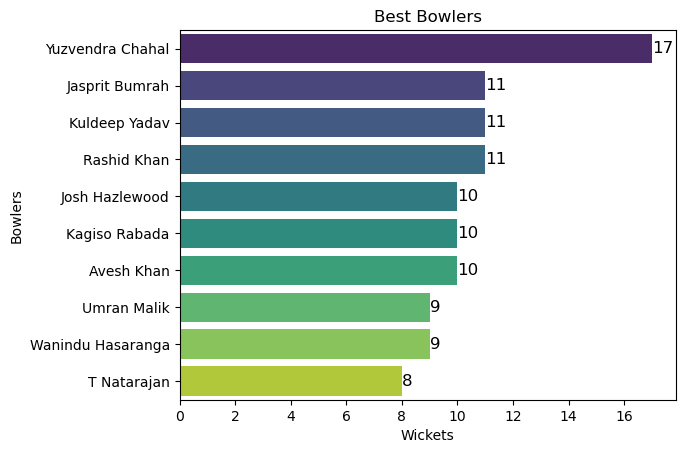 Best Bowlers
Bowlers
Yuzvendra Chahal 17
Jasprit Bumrah 11
Kuldeep Yadav 11
Rashid Khan 11
Josh Hazlewood 10
Kagiso Rabada 10
Avesh Khan 10
Umran Malik 9
Wanindu Hasaranga 9
T Natarajan 8
0 2 4 6 8 10 12 14 16
Wickets